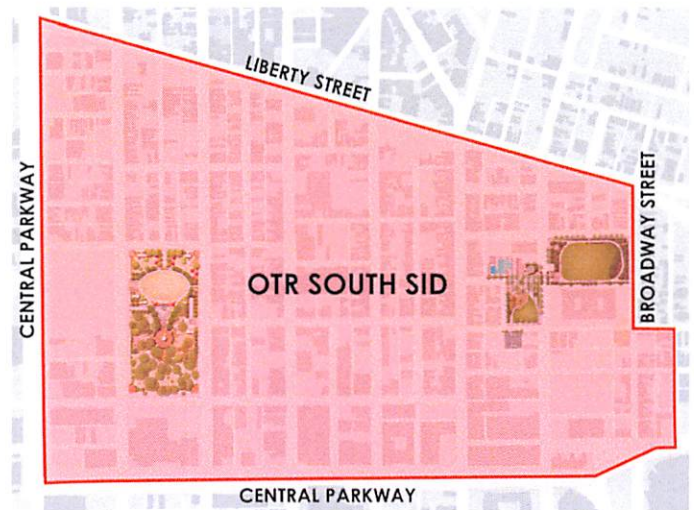 LIBERTY STREET
CENTRAL PARKWAY
BROADWAY STREET
OTR SOUTH SID
CENTRAL PARKWAY